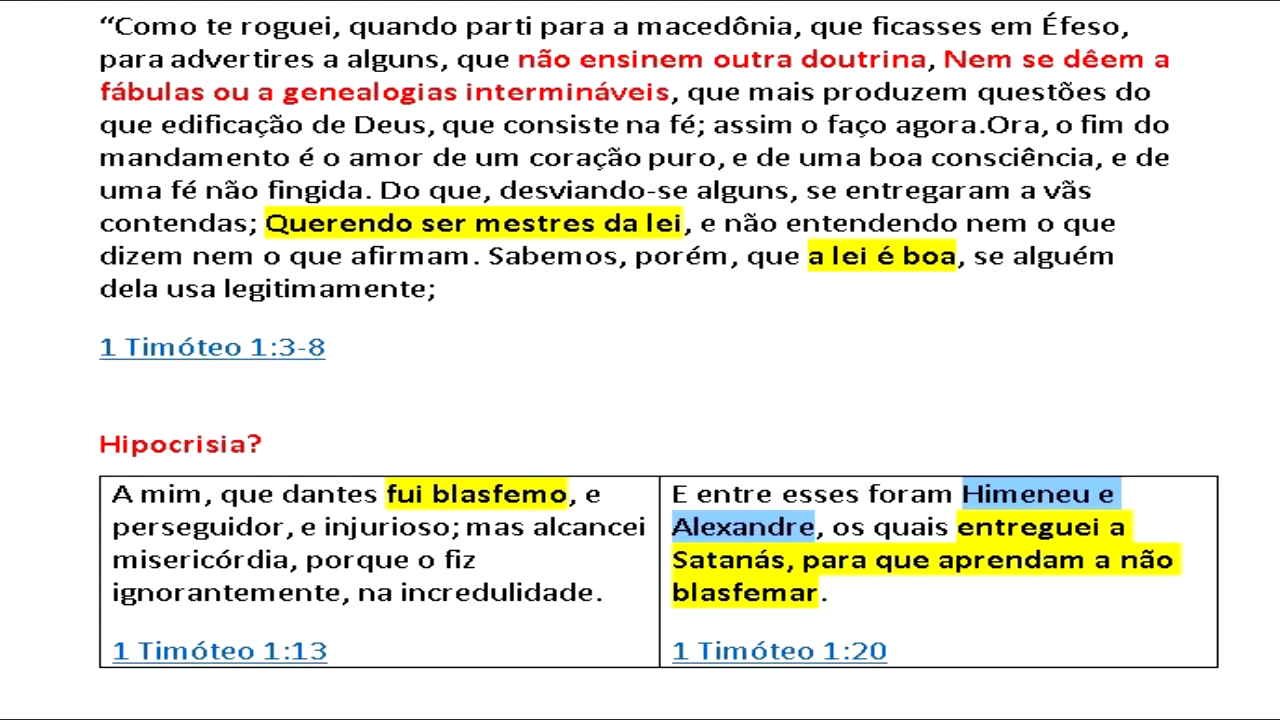 “Como te roguei, quando parti para a macedônia, que ficasses em Éfeso,
para advertires a alguns, que não ensinem outra doutrina, Nem se dêem a
fábulas ou a genealogias intermináveis, que mais produzem questões do
que edificação de Deus, que consiste na fé; assim o faço agora.Ora, o fim do
mandamento é o amor de um coração puro, e de uma boa consciência, e de
uma fé não fingida. Do que, desviando-se alguns, se entregaram a vãs
contendas; Querendo ser mestres da lei, e não entendendo nem o que
dizem nem o que afirmam. Sabemos, porém, que a lei é boa, se alguém
dela usa legitimamente;
1 Timóteo 1:3-8
Hipocrisia?
A mim, que dantes fui blasfemo, e
perseguidor, e injurioso; mas alcancei
misericórdia, porque o fiz
ignorantemente, na incredulidade.
1 Timóteo 1:13
E entre esses foram Himeneu e
Alexandre, os quais entreguei a
Satanás, para que aprendam a não
blasfemar.
1 Timóteo 1:20